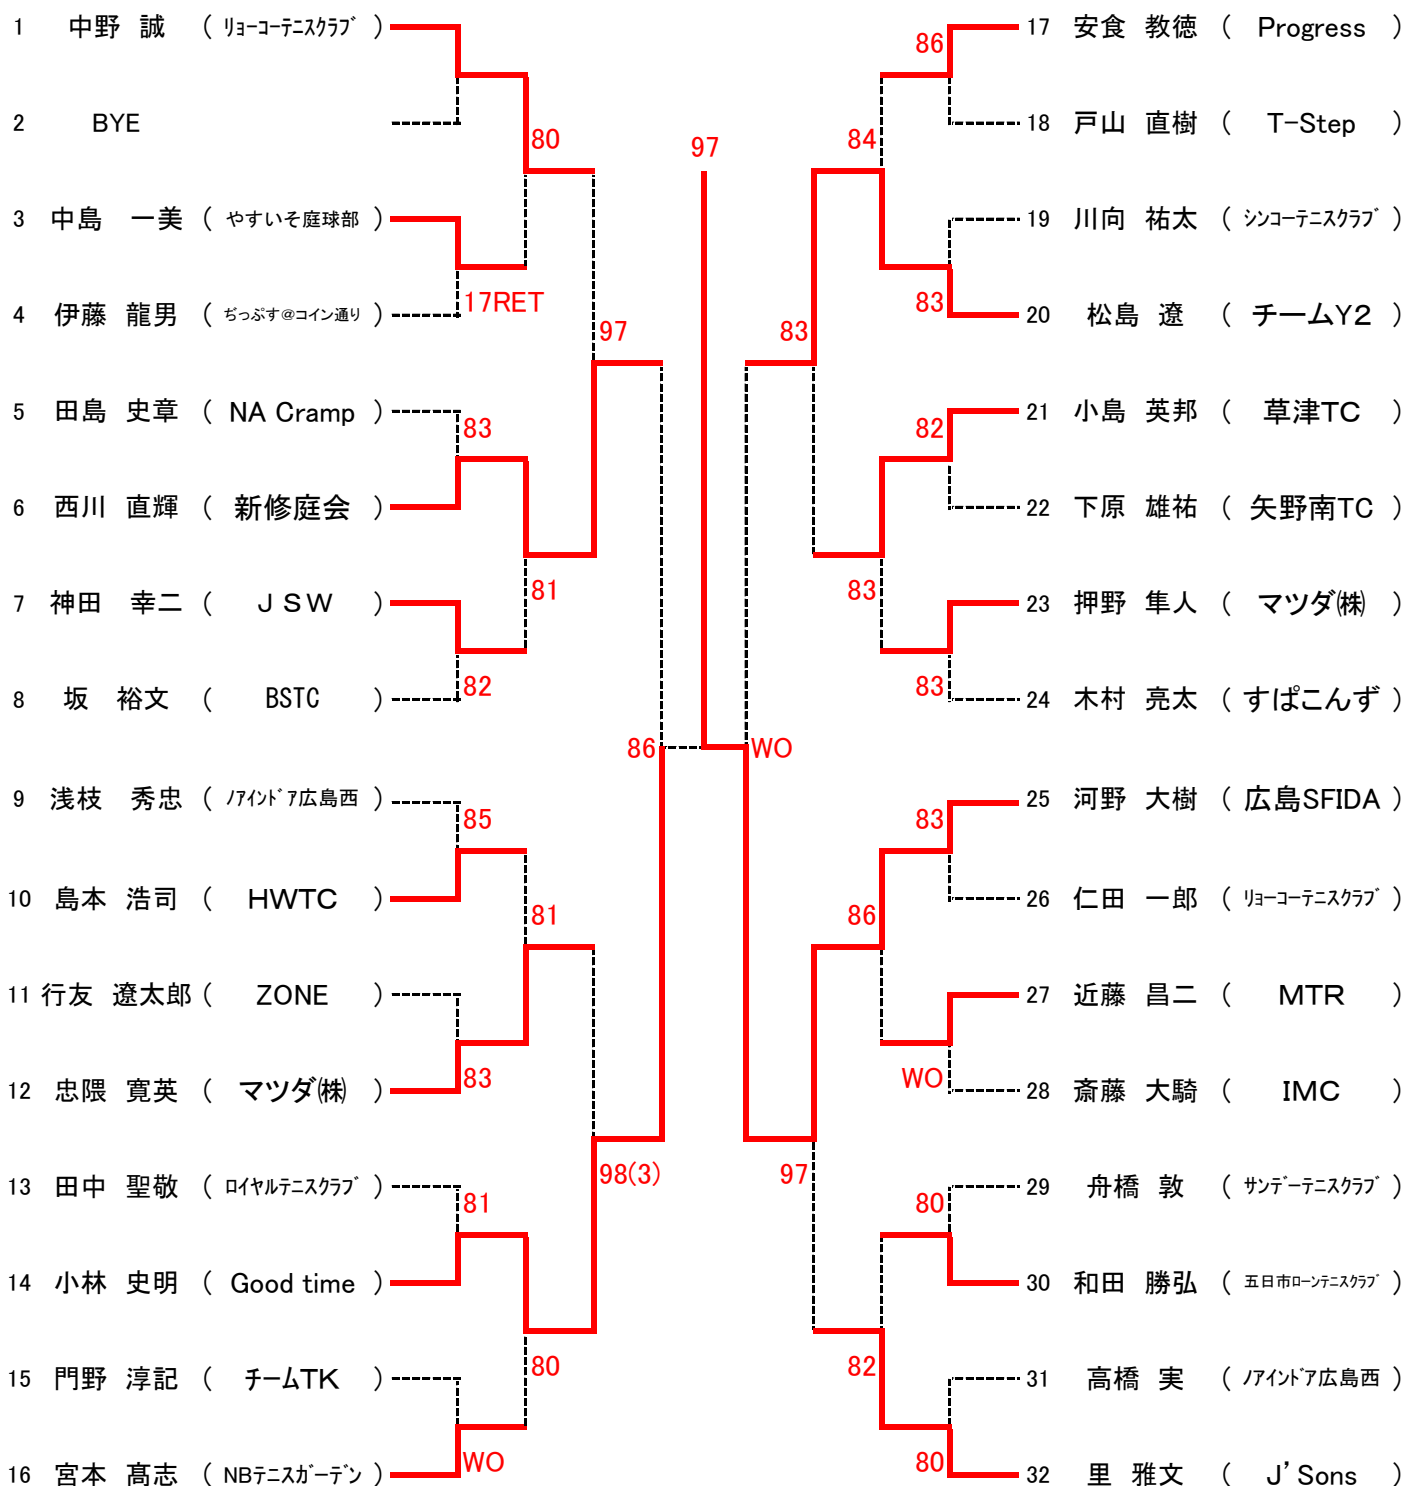 1 中野 誠 ( リョーコーテニスクラブ )
2 BYE
80
3 中島 一美 ( やすいそ庭球部 )
17RET
4 伊藤 龍男 ( ぢっぷす@コイン通り )
97
5 田島 史章 ( NA Cramp )
83
6 西川 直輝 ( 新修庭会 )
81
7 神田 幸二 ( JSW )
82
8 坂 裕文 ( BSTC )
86
9 浅枝 秀忠 ( ノアインドア広島西 )
85
10 島本 浩司 ( HWTC )
81
11 行友 遼太郎 ( ZONE )
83
12 忠隈 寛英 ( マツダ㈱ )
98(3)
13 田中 聖敬 ( ロイヤルテニスクラブ )
81
14 小林 史明 ( Good time )
80
15 門野 淳記 ( チームTK )
WO
16 宮本 髙志 ( NBテニスガーデン )
97
17 安食 教徳 ( Progress )
86
18 戸山 直樹 ( T-Step )
84
19 川向 祐太 ( シンコーテニスクラブ )
83
20 松島 遼 ( チームY2 )
83
21 小島 英邦 ( 草津TC )
82
22 下原 雄祐 ( 矢野南TC )
83
23 押野 隼人 ( マツダ㈱ )
83
24 木村 亮太 ( すぱこんず )
WO
25 河野 大樹 ( 広島SFIDA )
83
26 仁田 一郎 ( リョーコーテニスクラブ )
86
27 近藤 昌二 ( MTR )
WO
28 斎藤 大騎 ( IMC )
97
29 舟橋 敦 ( サンデーテニスクラブ )
80
30 和田 勝弘 ( 五日市ローンテニスクラブ )
82
31 高橋 実 ( ノアインドア広島西 )
80
32 里 雅文 ( J'Sons )